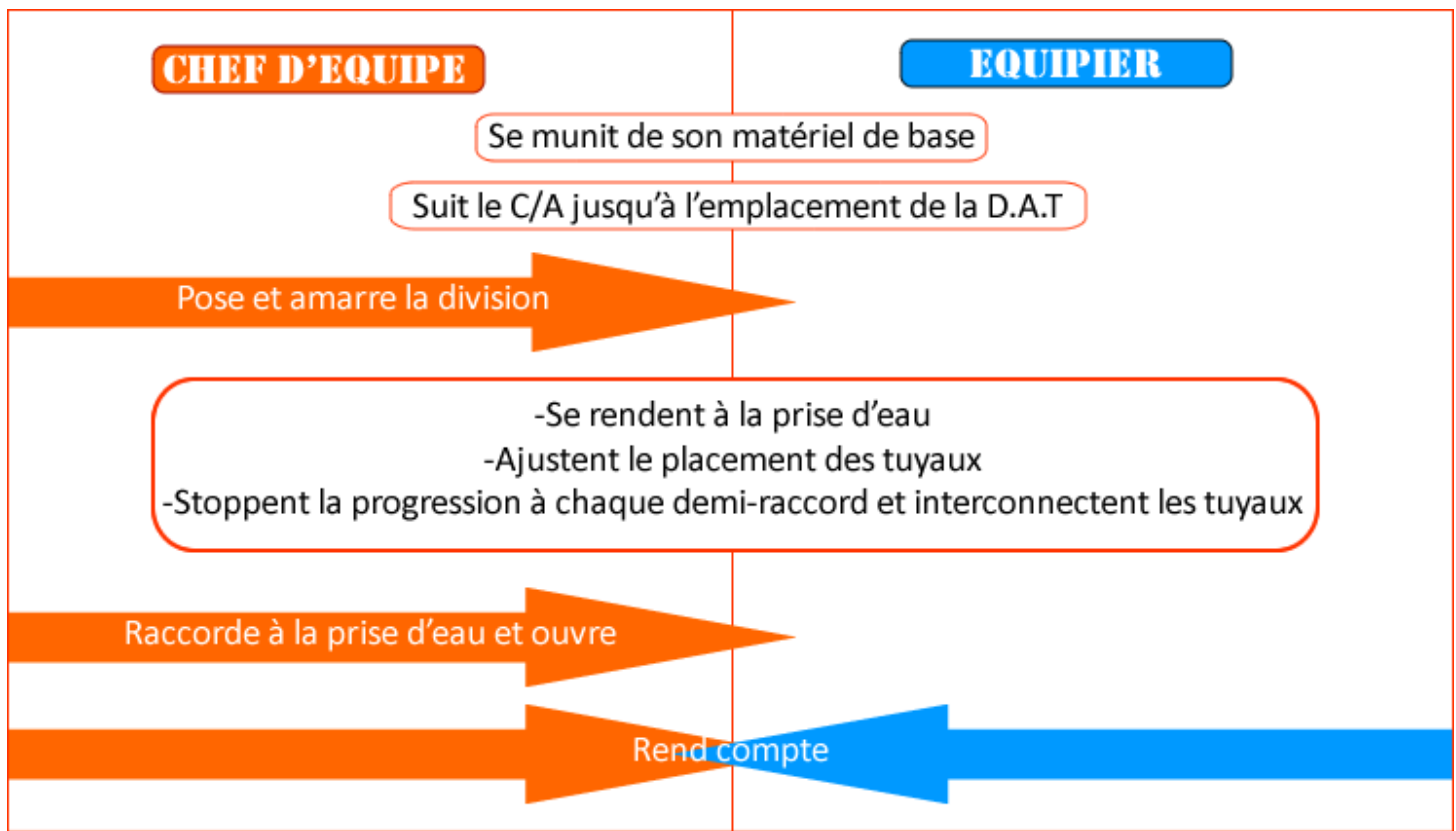 CHEF D'EQUIPE
EQUIPIER
Se munit de son matériel de base
Suit le C/A jusqu'à l'emplacement de la D.A.T
Pose et amarre la division
-Se rendent à la prise d'eau
-Ajustent le placement des tuyaux
-Stoppent la progression à chaque demi-raccord et interconnectent les tuyaux
Raccorde à la prise d'eau et ouvre
Rend compte